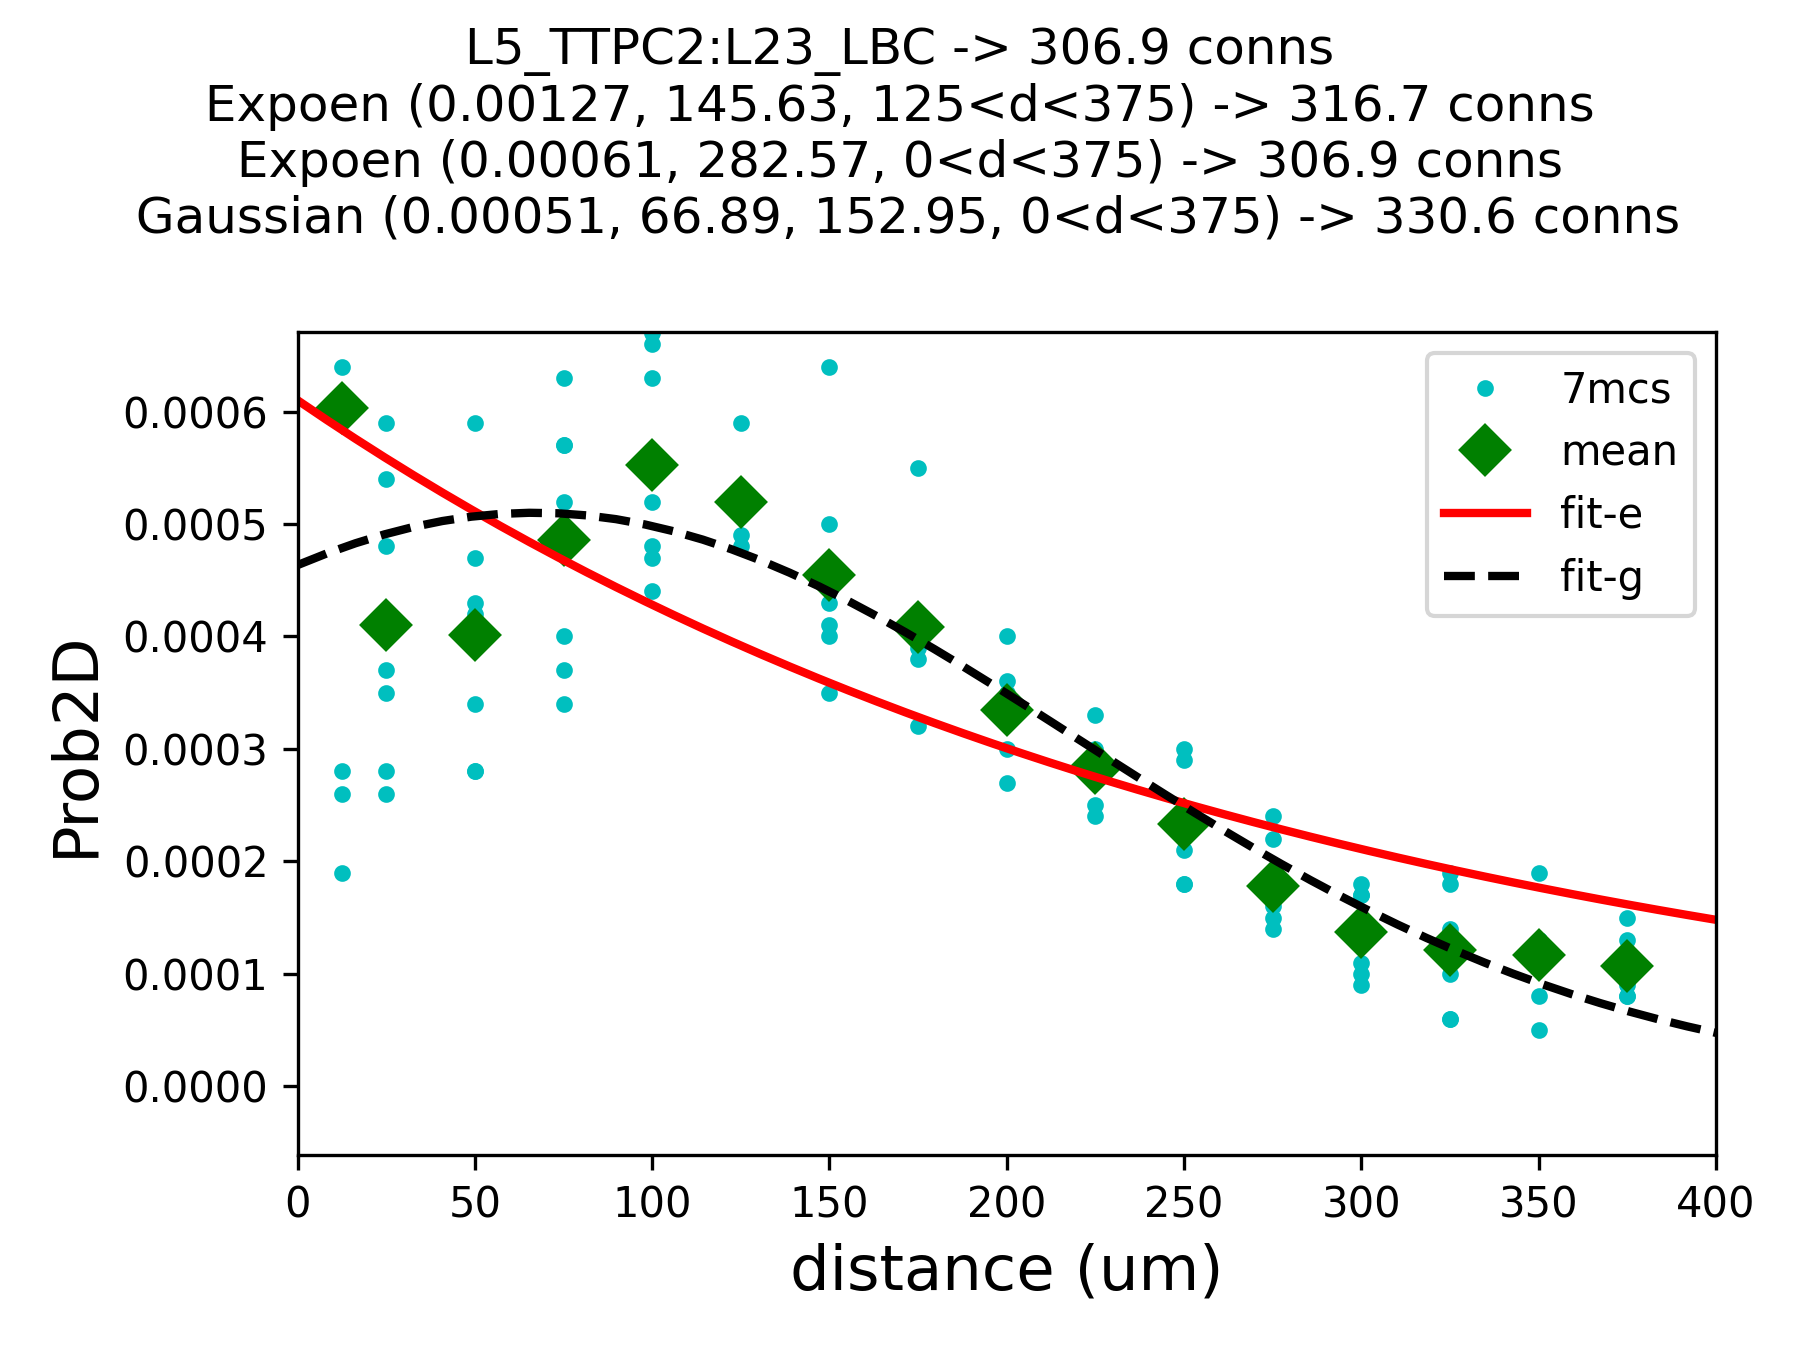 L5_TTPC2:L23_LBC -> 306.9 conns
Expoen (0.00127, 145.63, 125<d<375) -> 316.7 conns
Expoen (0.00061, 282.57, 0<d<375) -> 306.9 conns
Gaussian (0.00051, 66.89, 152.95, 0<d<375) -> 330.6 conns
7mcs
mean
fit-e
fit-g
Prob2D
0.0006
0.0005
0.0004
0.0003
0.0002
0.0001
0.0000
0 50 100 150 200 250 300 350 400
distance (um)